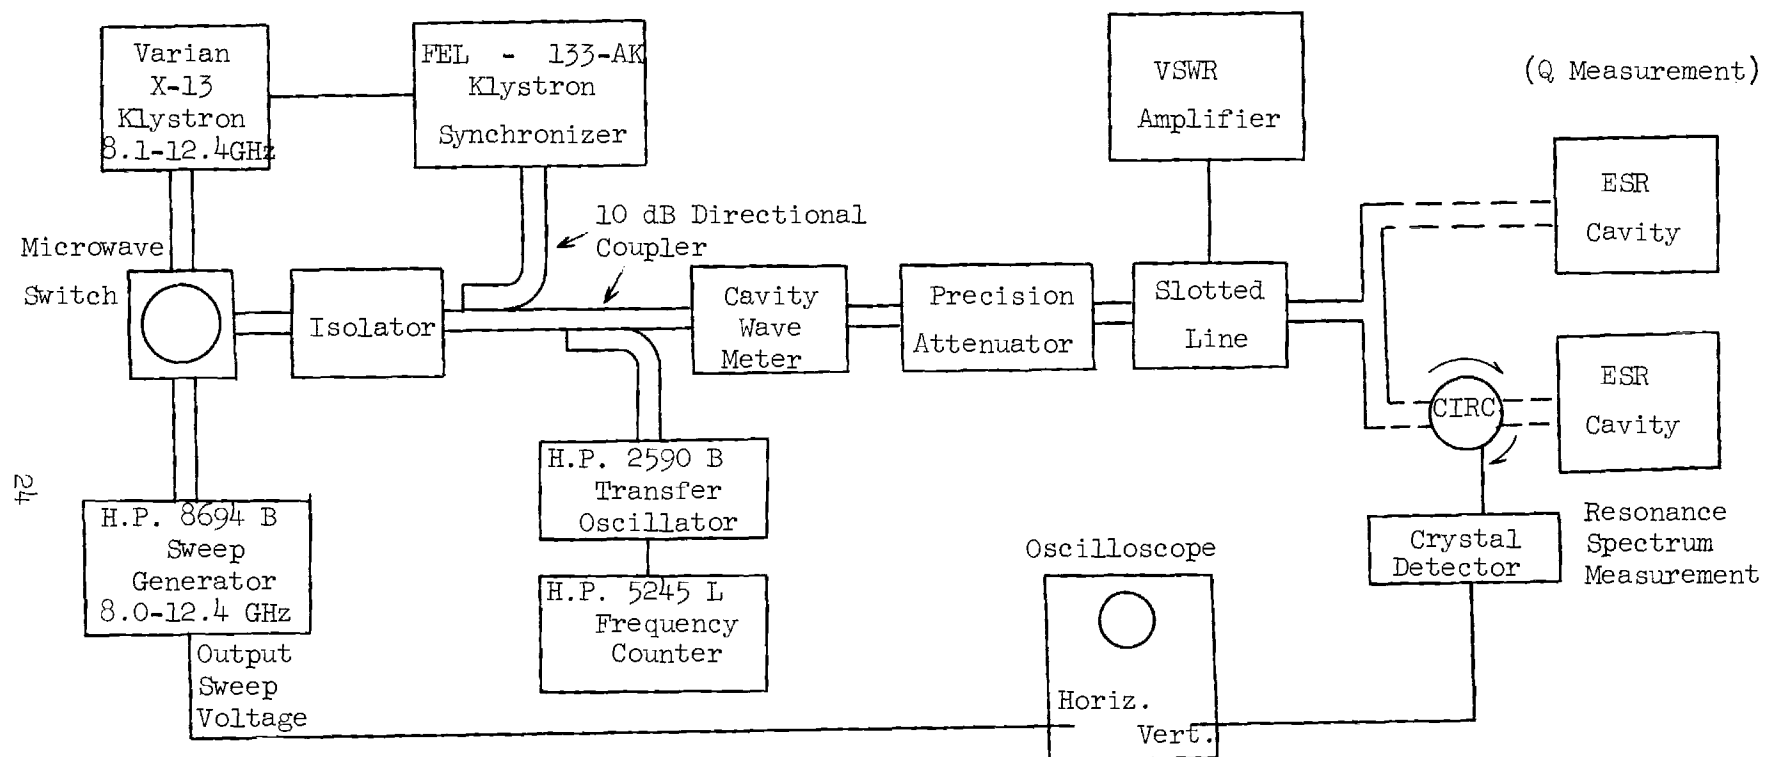 Varian
X-13
Klystron
8.1-12.4GHz
FEL - 133-AK
Klystron
Synchronizer
VSWR
Amplifier
(Q Measurement)
ESR
Cavity
10 dB Directional
Coupler
Microwave
Switch
Isolator
Cavity
Wave
Meter
Precision
Attenuator
Slotted
Line
CIRC
ESR
Cavity
24
H.P. 8694 B
Sweep
Generator
8.0-12.4 GHz
H.P. 2590 B
Transfer
Oscillator
H.P. 5245 L
Frequency
Counter
Oscilloscope
Crystal
Detector
Resonance
Spectrum
Measurement
Output
Sweep
Voltage
Horiz.
Vert.